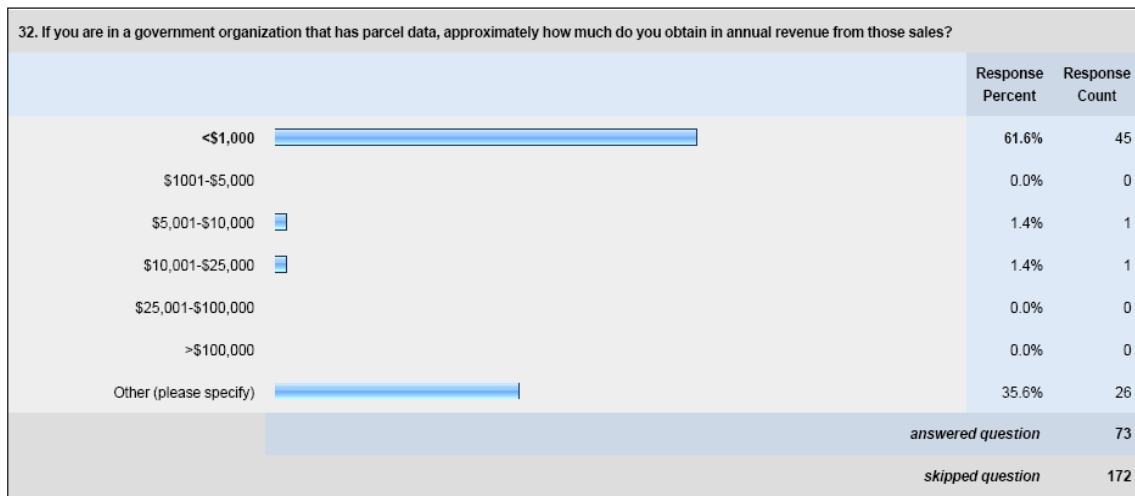 32. If you are in a government organization that has parcel data, approximately how much do you obtain in annual revenue from those sales?
Response Percent Response Count
<$1,000 61.6% 45
$1001-$5,000 0.0% 0
$5,001-$10,000 1.4% 1
$10,001-$25,000 1.4% 1
$25,001-$100,000 0.0% 0
>$100,000 0.0% 0
Other (please specify) 35.6% 26
answered question 73
skipped question 172